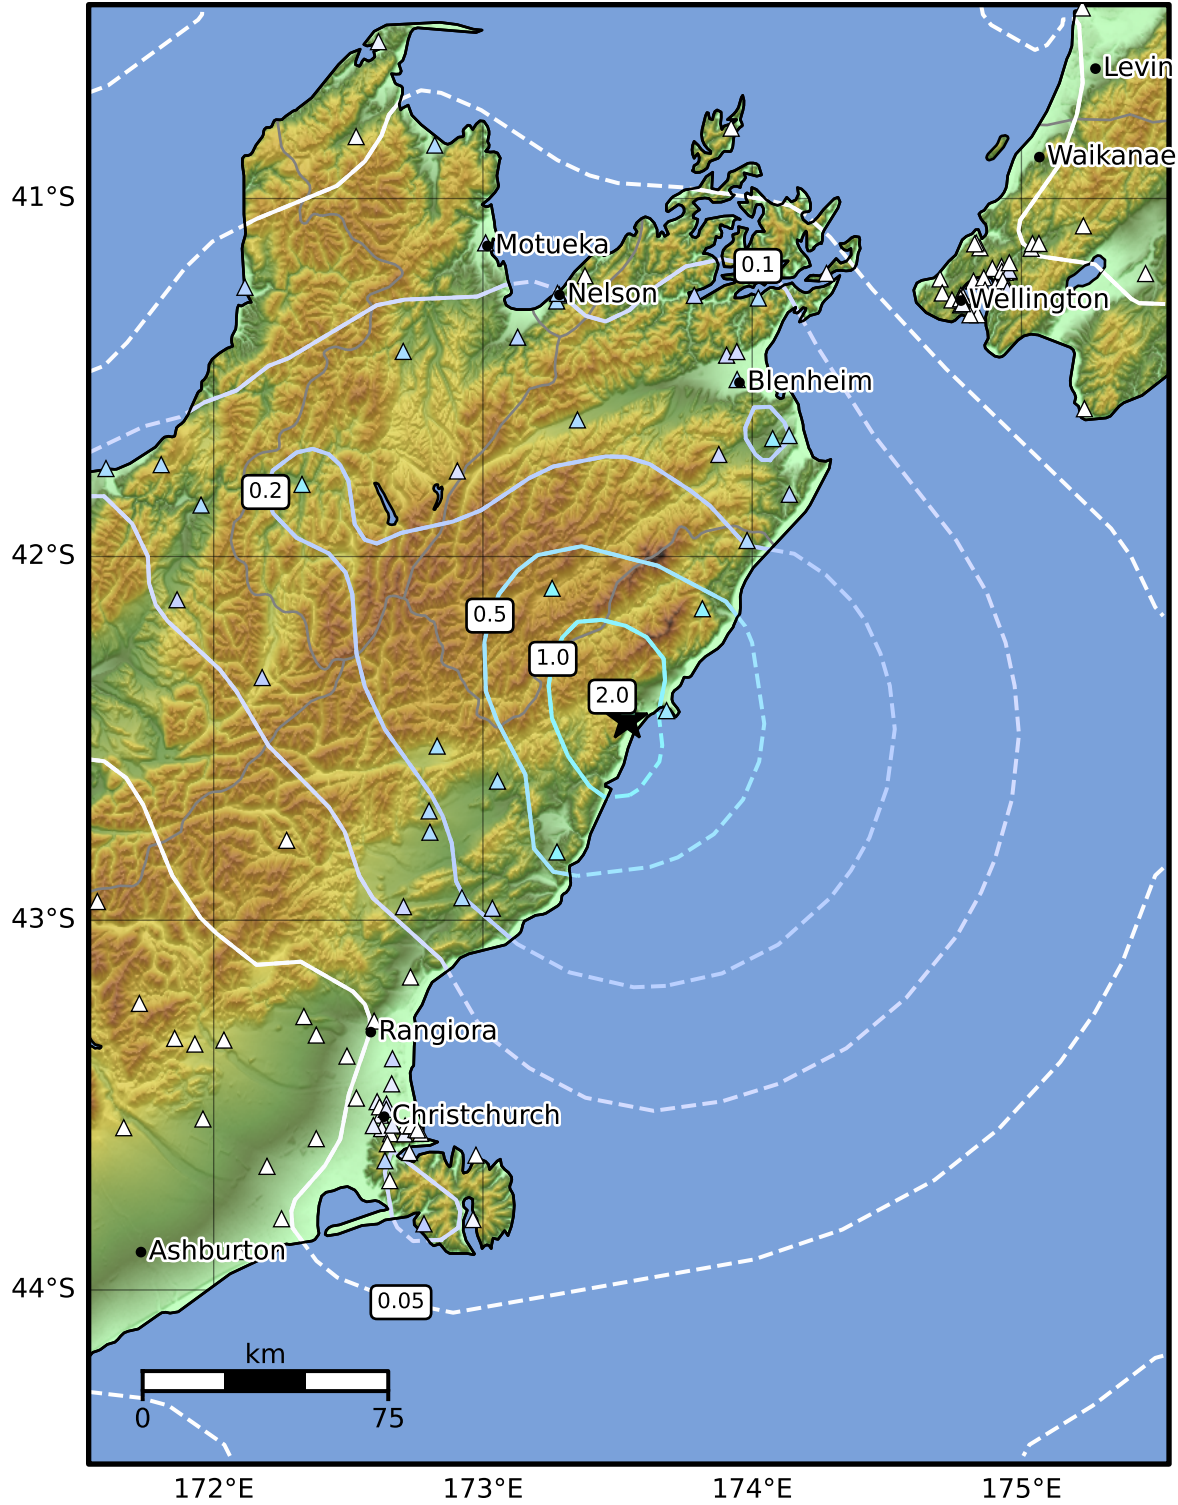 Levin
Waikanae
41°S
Motueka
0.1
Nelson
Wellington
Blenheim
0.2
42°S
0.5
1.0
2.0
43°S
Rangiora
Christchurch
Ashburton
44°S
0.05
km
0
75
172°E
173°E
174°E
175°E